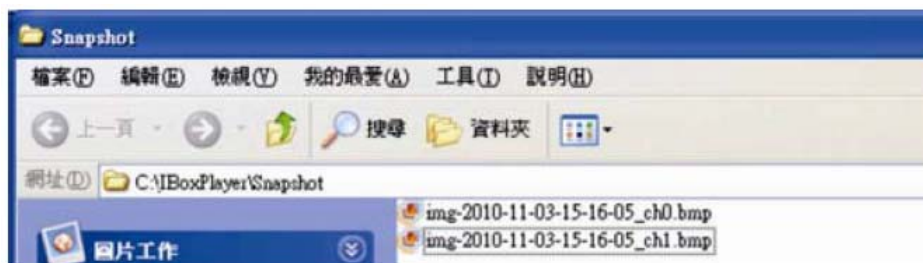 Snapshot
檔案(F) 編輯(E) 檢視(V) 我的最愛(A) 工具(T) 說明(H)
上一頁 搜尋 資料夾
網址(D) C:\IBoxPlayer\Snapshot
img-2010-11-03-15-16-05_ch0.bmp
圖片工作 img-2010-11-03-15-16-05_ch1.bmp